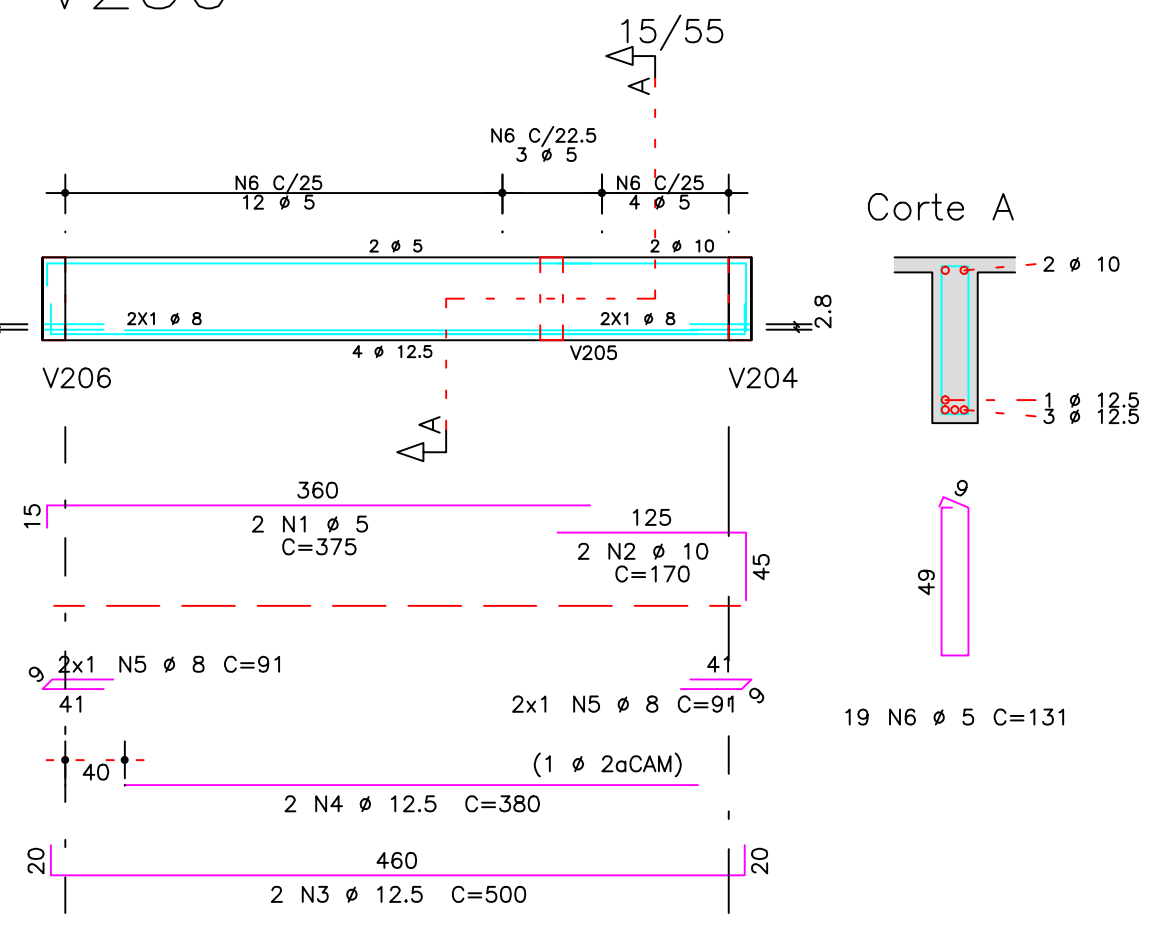 15/55
A
N6 C/22.5
3 ø 5
N6 C/25
12 ø 5
N6 C/25
4 ø 5
Corte A
2 ø 5
2 ø 10
2 ø 10
2X1 ø 8
2X1 ø 8
2.8
4 ø 12.5
V205
V206
V204
1 ø 12.5
3 ø 12.5
A
360
15
2 N1 ø 5
C=375
125
2 N2 ø 10
C=170
45
9
49
2x1 N5 ø 8 C=91
9
41
41
2x1 N5 ø 8 C=91
9
19 N6 ø 5 C=131
40
(1 ø 2aCAM)
2 N4 ø 12.5 C=380
20
460
20
2 N3 ø 12.5 C=500